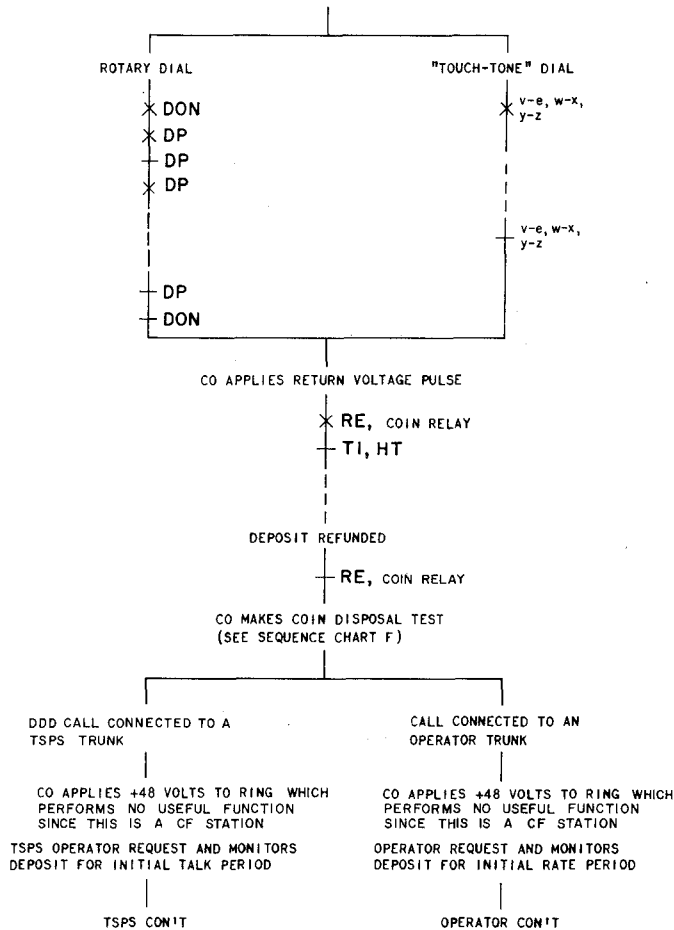 ROTARY DIAL
"TOUCH-TONE" DIAL
DON
DP
DP
DP
DP
DON
v-e, w-x,
y-z
v-e, w-x,
y-z
CO APPLIES RETURN VOLTAGE PULSE
RE, COIN RELAY
TI, HT
DEPOSIT REFUNDED
RE, COIN RELAY
CO MAKES COIN DISPOSAL TEST
(SEE SEQUENCE CHART F)
DDD CALL CONNECTED TO A
TSPS TRUNK
CO APPLIES +48 VOLTS TO RING WHICH
PERFORMS NO USEFUL FUNCTION
SINCE THIS IS A CF STATION
TSPS OPERATOR REQUEST AND MONITORS
DEPOSIT FOR INITIAL TALK PERIOD
TSPS CON'T
CALL CONNECTED TO AN
OPERATOR TRUNK
CO APPLIES +48 VOLTS TO RING WHICH
PERFORMS NO USEFUL FUNCTION
SINCE THIS IS A CF STATION
OPERATOR REQUEST AND MONITORS
DEPOSIT FOR INITIAL RATE PERIOD
OPERATOR CON'T